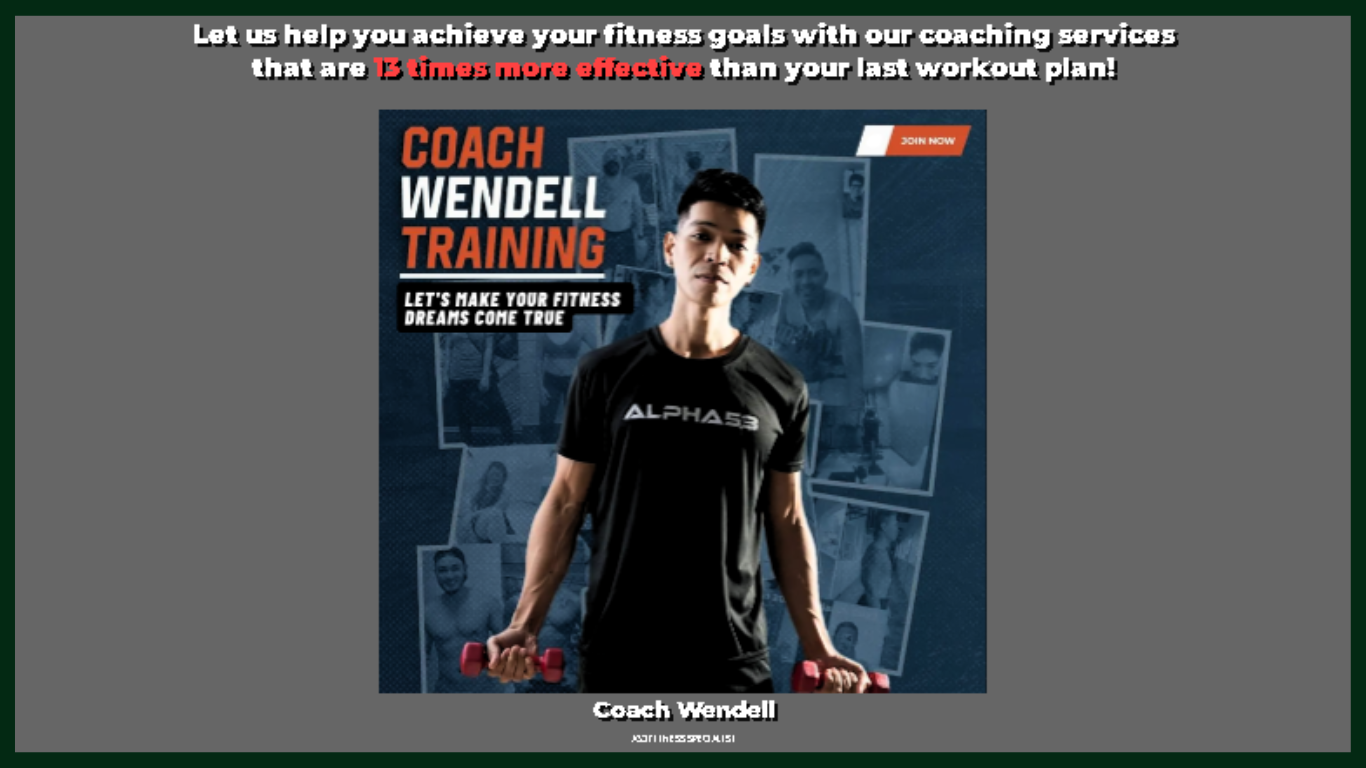 Let us help you achieve your fitness goals with our coaching services
that are 13 times more effective than your last workout plan!
COACH
WENDELL
TRAINING
JOIN NOW
LET'S MAKE YOUR FITNESS
DREAMS COME TRUE
ALPHA53
Coach Wendell